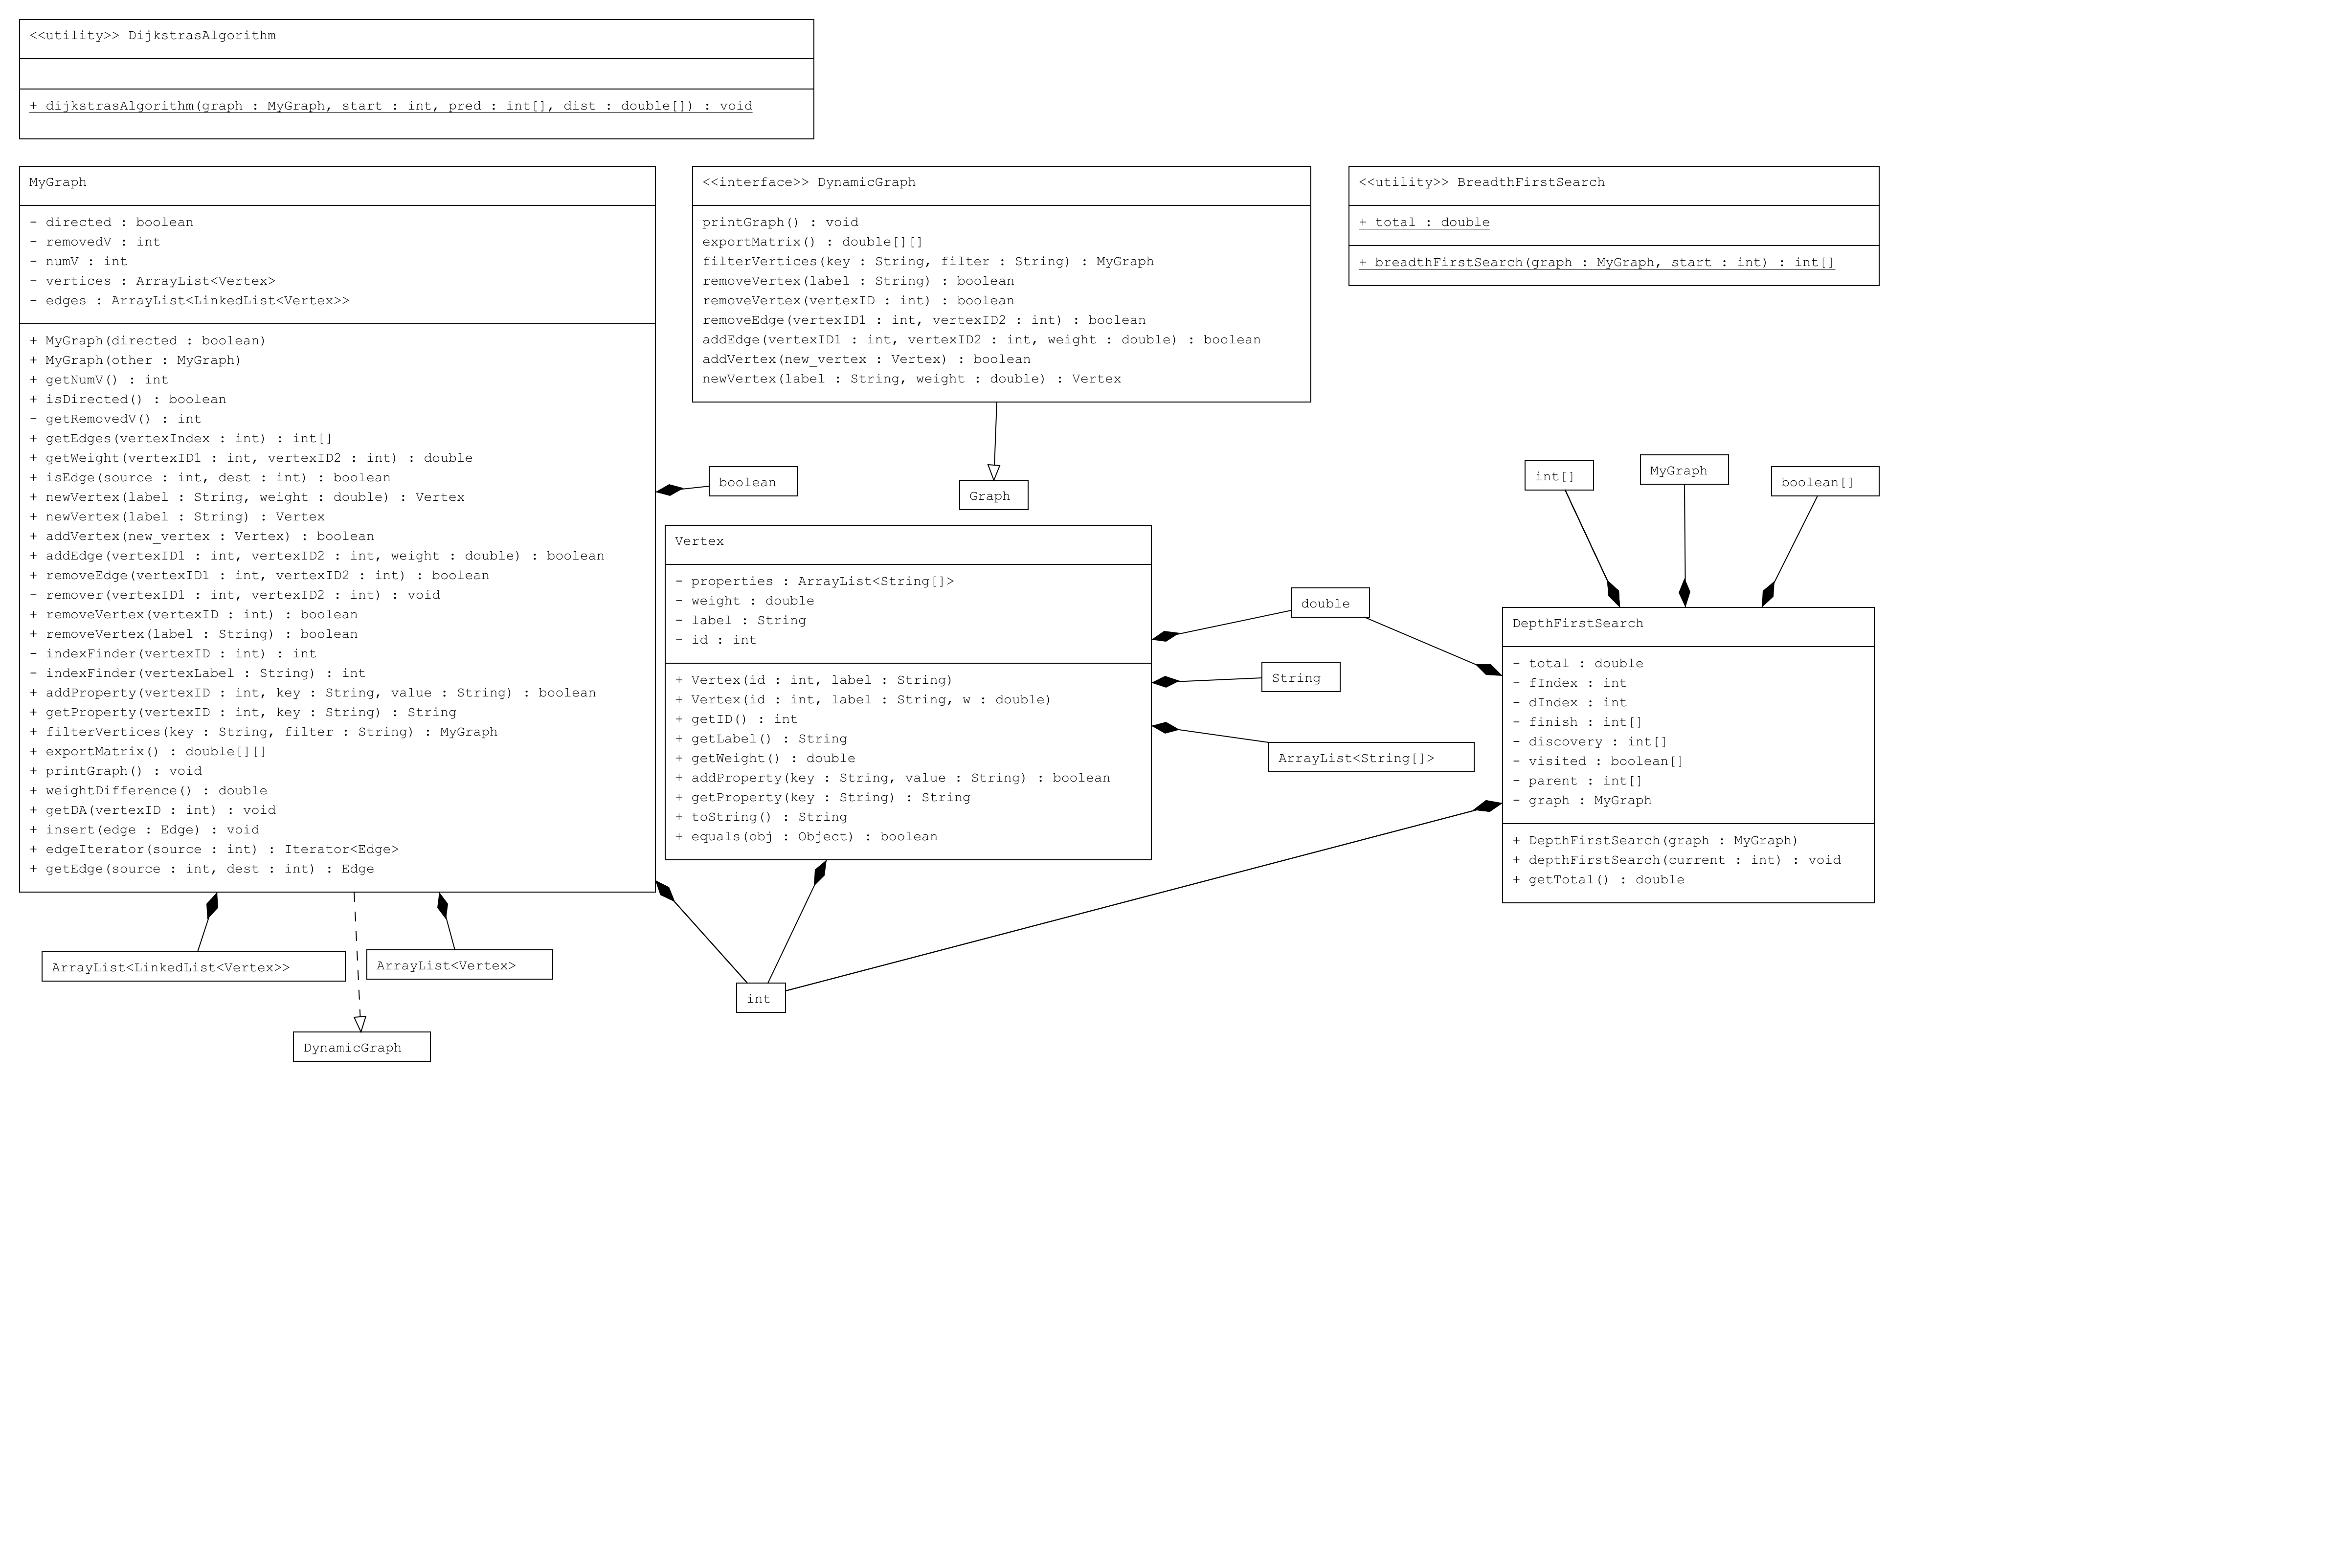 <<utility>> DijkstrasAlgorithm
+ dijkstrasAlgorithm(graph : MyGraph, start : int, pred : int[], dist : double[]) : void
MyGraph
- directed : boolean
- removedV : int
- numV : int
- vertices : ArrayList<Vertex>
- edges : ArrayList<LinkedList<Vertex>>
+ MyGraph(directed : boolean)
+ MyGraph(other : MyGraph)
+ getNumV() : int
+ isDirected() : boolean
- getRemovedV() : int
+ getEdges(vertexIndex : int) : int[]
+ getWeight(vertexID1 : int, vertexID2 : int) : double
+ isEdge(source : int, dest : int) : boolean
+ newVertex(label : String, weight : double) : Vertex
+ newVertex(label : String) : Vertex
+ addVertex(new_vertex : Vertex) : boolean
+ addEdge(vertexID1 : int, vertexID2 : int, weight : double) : boolean
+ removeEdge(vertexID1 : int, vertexID2 : int) : boolean
- remover(vertexID1 : int, vertexID2 : int) : void
+ removeVertex(vertexID : int) : boolean
+ removeVertex(label : String) : boolean
- indexFinder(vertexID : int) : int
- indexFinder(vertexLabel : String) : int
+ addProperty(vertexID : int, key : String, value : String) : boolean
+ getProperty(vertexID : int, key : String) : String
+ filterVertices(key : String, filter : String) : MyGraph
+ exportMatrix() : double[][]
+ printGraph() : void
+ weightDifference() : double
+ getDA(vertexID : int) : void
+ insert(edge : Edge) : void
+ edgeIterator(source : int) : Iterator<Edge>
+ getEdge(source : int, dest : int) : Edge
<<interface>> DynamicGraph
printGraph() : void
exportMatrix() : double[][]
filterVertices(key : String, filter : String) : MyGraph
removeVertex(label : String) : boolean
removeVertex(vertexID : int) : boolean
removeEdge(vertexID1 : int, vertexID2 : int) : boolean
addEdge(vertexID1 : int, vertexID2 : int, weight : double) : boolean
addVertex(new_vertex : Vertex) : boolean
newVertex(label : String, weight : double) : Vertex
<<utility>> BreadthFirstSearch
+ total : double
+ breadthFirstSearch(graph : MyGraph, start : int) : int[]
boolean
Graph
int[]
MyGraph
boolean[]
Vertex
- properties : ArrayList<String[]>
- weight : double
- label : String
- id : int
+ Vertex(id : int, label : String)
+ Vertex(id : int, label : String, w : double)
+ getID() : int
+ getLabel() : String
+ getWeight() : double
+ addProperty(key : String, value : String) : boolean
+ getProperty(key : String) : String
+ toString() : String
+ equals(obj : Object) : boolean
double
String
ArrayList<String[]>
DepthFirstSearch
- total : double
- fIndex : int
- dIndex : int
- finish : int[]
- discovery : int[]
- visited : boolean[]
- parent : int[]
- graph : MyGraph
+ DepthFirstSearch(graph : MyGraph)
+ depthFirstSearch(current : int) : void
+ getTotal() : double
ArrayList<LinkedList<Vertex>>
ArrayList<Vertex>
int
DynamicGraph